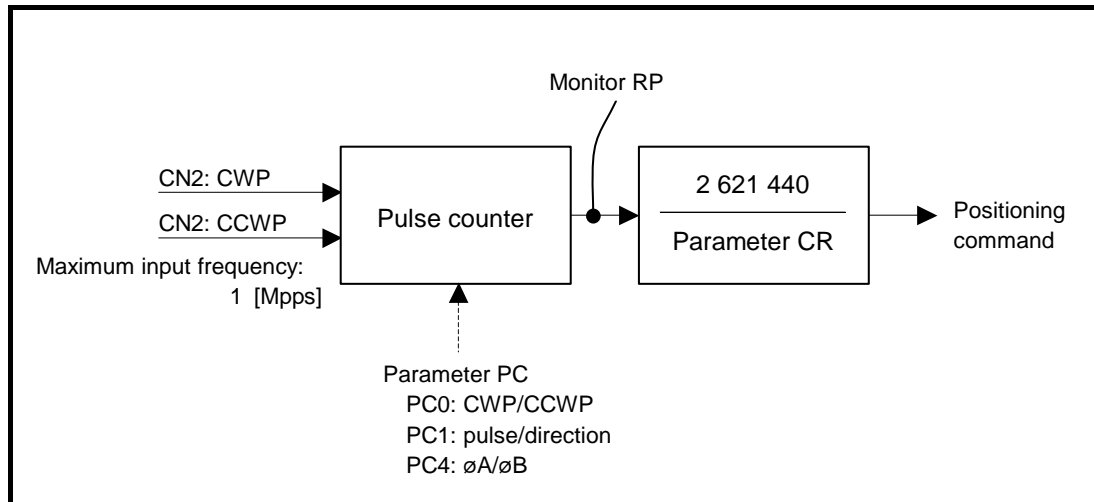 Monitor RP
CN2: CWP
CN2: CCWP
Maximum input frequency:
1 [Mpps]
Pulse counter
2 621 440
Parameter CR
Positioning
command
Parameter PC
PC0: CWP/CCWP
PC1: pulse/direction
PC4: øA/øB